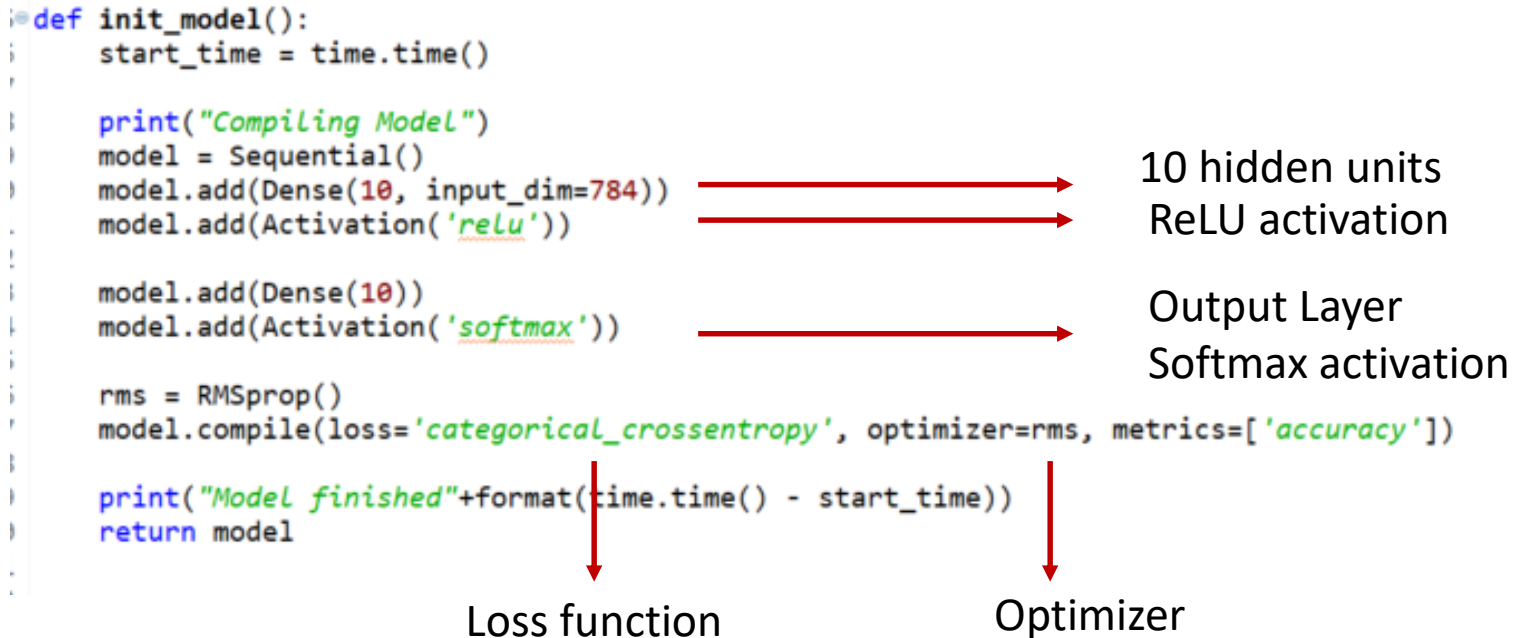 def init_model():
start_time = time.time()
print("Compiling Model")
model = Sequential()
model.add(Dense(10, input_dim=784))
10 hidden units
model.add(Activation('relu'))
ReLU activation
model.add(Dense(10))
Output Layer
model.add(Activation('softmax'))
Softmax activation
rms = RMSprop()
model.compile(loss='categorical_crossentropy', optimizer=rms, metrics=['accuracy'])
print("Model finished"+format(time.time() - start_time))
return model
Loss function
Optimizer